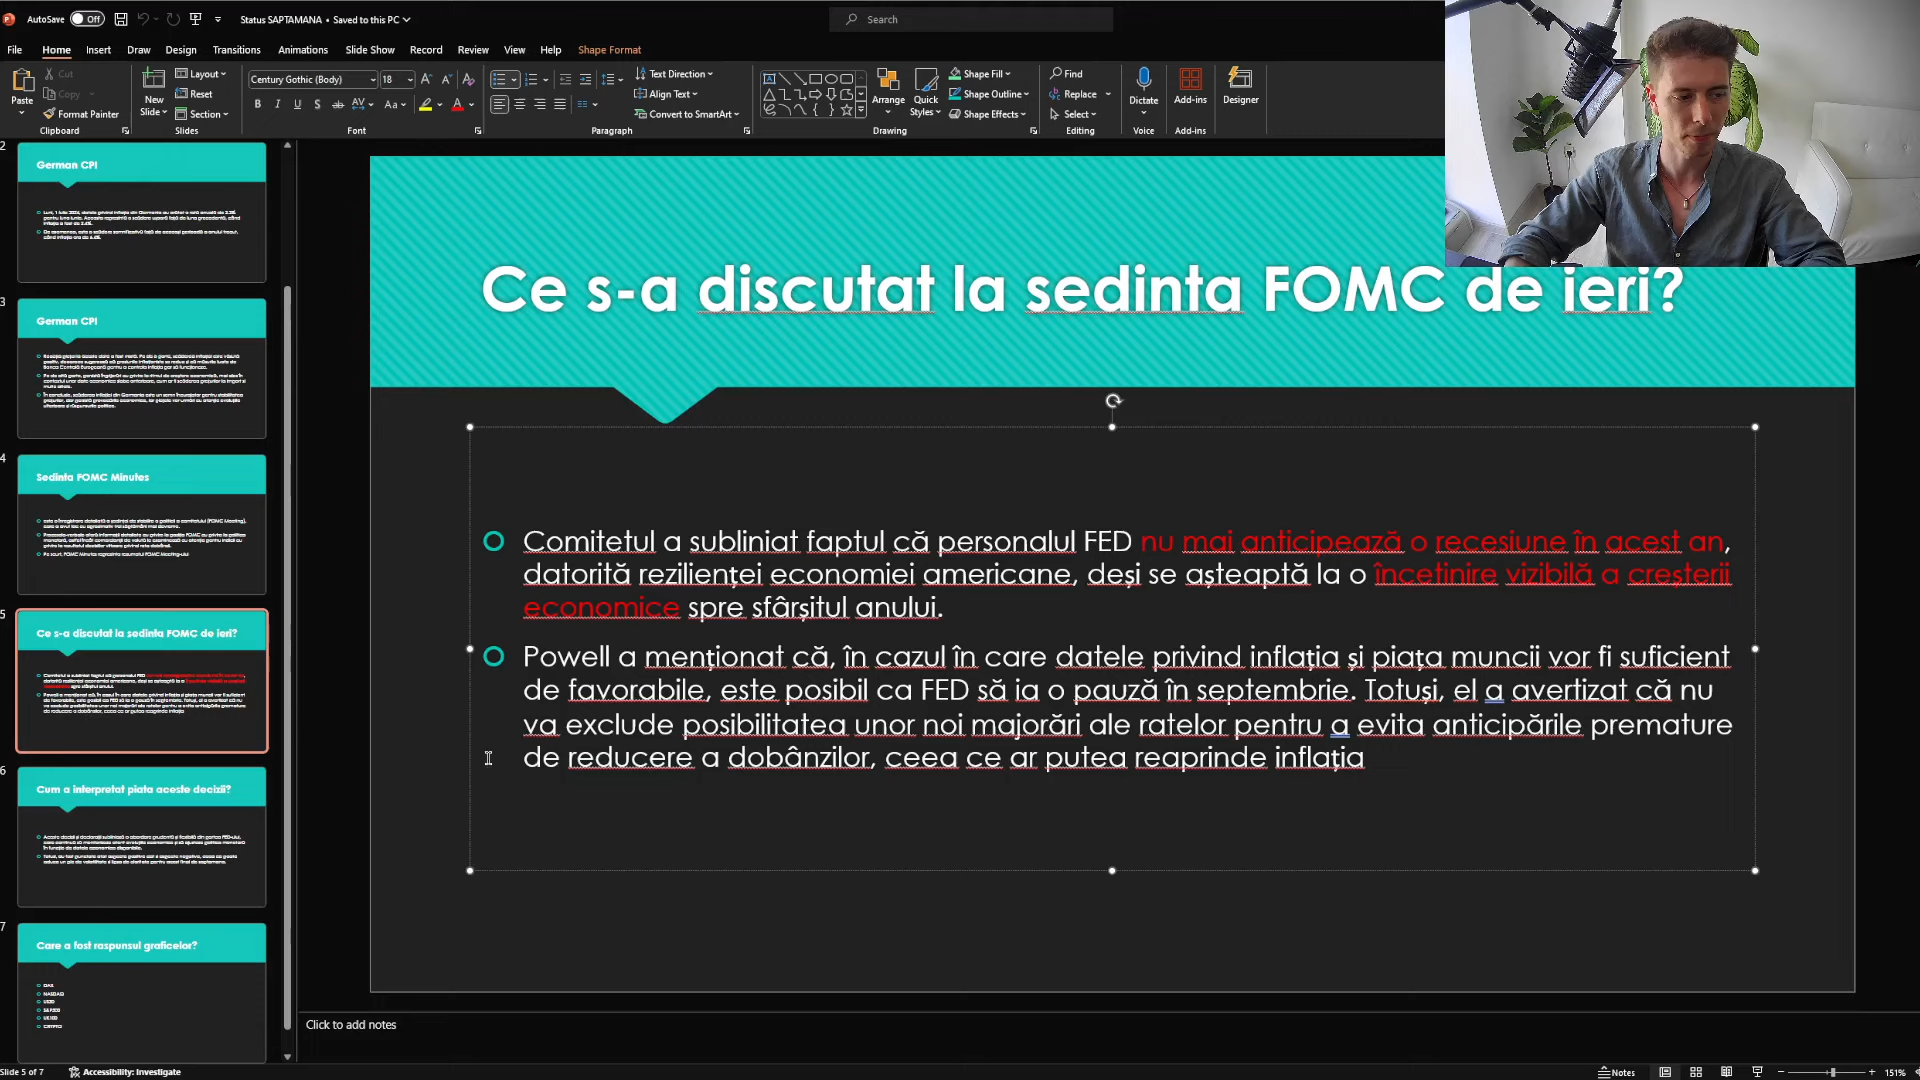 AutoSave Off Status SAPTAMANA • Saved to this PC Search
File Home Insert Draw Design Transitions Animations Slide Show Record Review View Help Shape Format
Paste Cut Copy Format Painter Clipboard
New Slide Layout Reset Section Slides
Century Gothic (Body) 18 Font
Text Direction Align Text Convert to SmartArt Paragraph
Arrange Quick Styles Shape Fill Shape Outline Shape Effects Drawing
Find Replace Select Editing
Dictate Voice
Add-ins Add-ins
Designer
2
German CPI
3
German CPI
4
Sedinta FOMC Minutes
5
Ce s-a discutat la sedinta FOMC de ieri?
6
Cum a interpretat piata aceste decizii?
7
Care a fost raspunsul graficelor?
DAX
NASDAQ
US30
S&P500
UK100
CRYPTO
Ce s-a discutat la sedinta FOMC de ieri?
Comitetul a subliniat faptul că personalul FED nu mai anticipează o recesiune în acest an,
datorită rezilienței economiei americane, deși se așteaptă la o încetinire vizibilă a creșterii
economice spre sfârșitul anului.
Powell a menționat că, în cazul în care datele privind inflația și piața muncii vor fi suficient
de favorabile, este posibil ca FED să ia o pauză în septembrie. Totuși, el a avertizat că nu
va exclude posibilitatea unor noi majorări ale ratelor pentru a evita anticipările premature
de reducere a dobânzilor, ceea ce ar putea reaprinde inflația
Click to add notes
Slide 5 of 7 Accessibility: Investigate Notes 151%